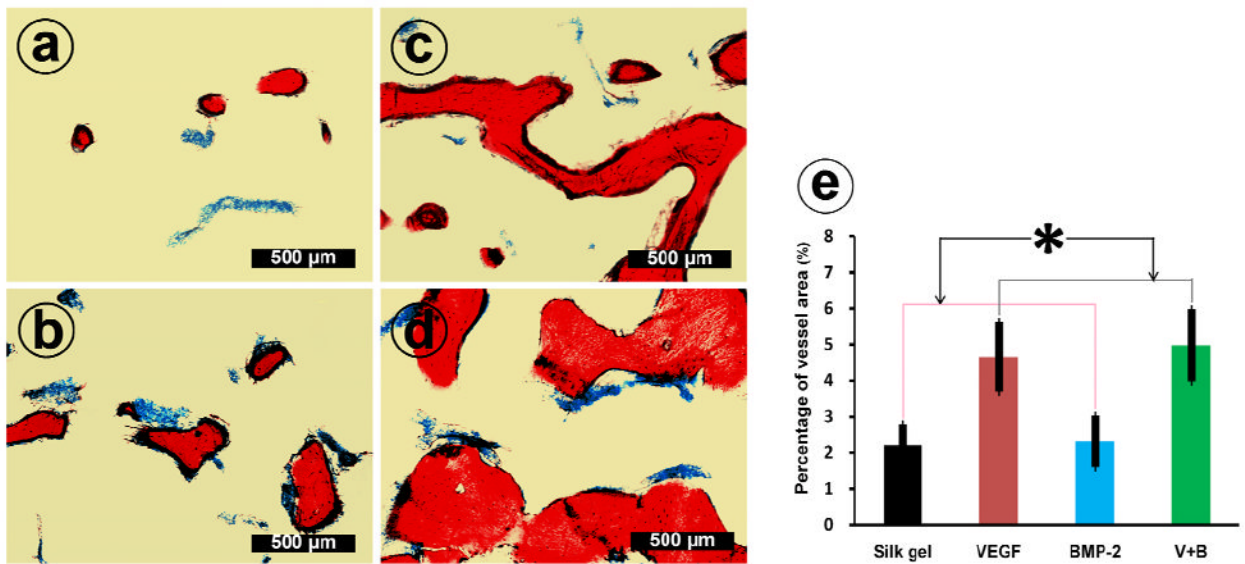 a
500 µm
c
500 µm
b
500 µm
d
500 µm
e
*
Percentage of vessel area (%)
8
7
6
5
4
3
2
1
0
Silk gel VEGF BMP-2 V+B